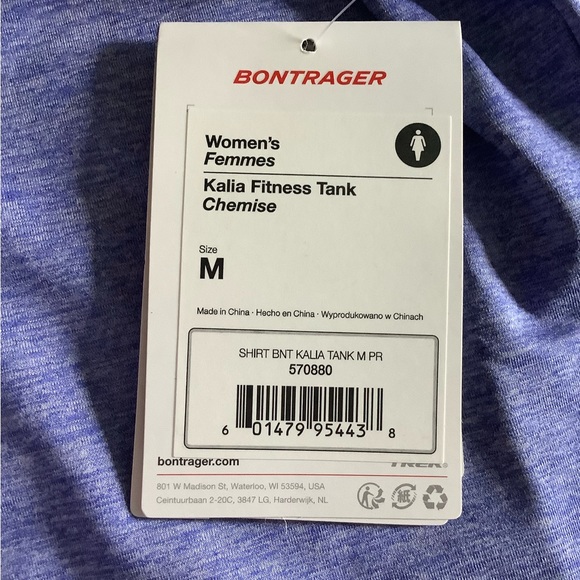 BONTRAGER
Women's
Femmes
Kalia Fitness Tank
Chemise
Size
M
Made in China · Hecho en China · Wyprodukowano w Chinach
SHIRT BNT KALIA TANK M PR
570880
6 01479 95443 8
bontrager.com TREK®
801 W Madison St, Waterloo, WI 53594, USA
Ceintuurbaan 2-20C, 3847 LG, Harderwijk, NL
紙